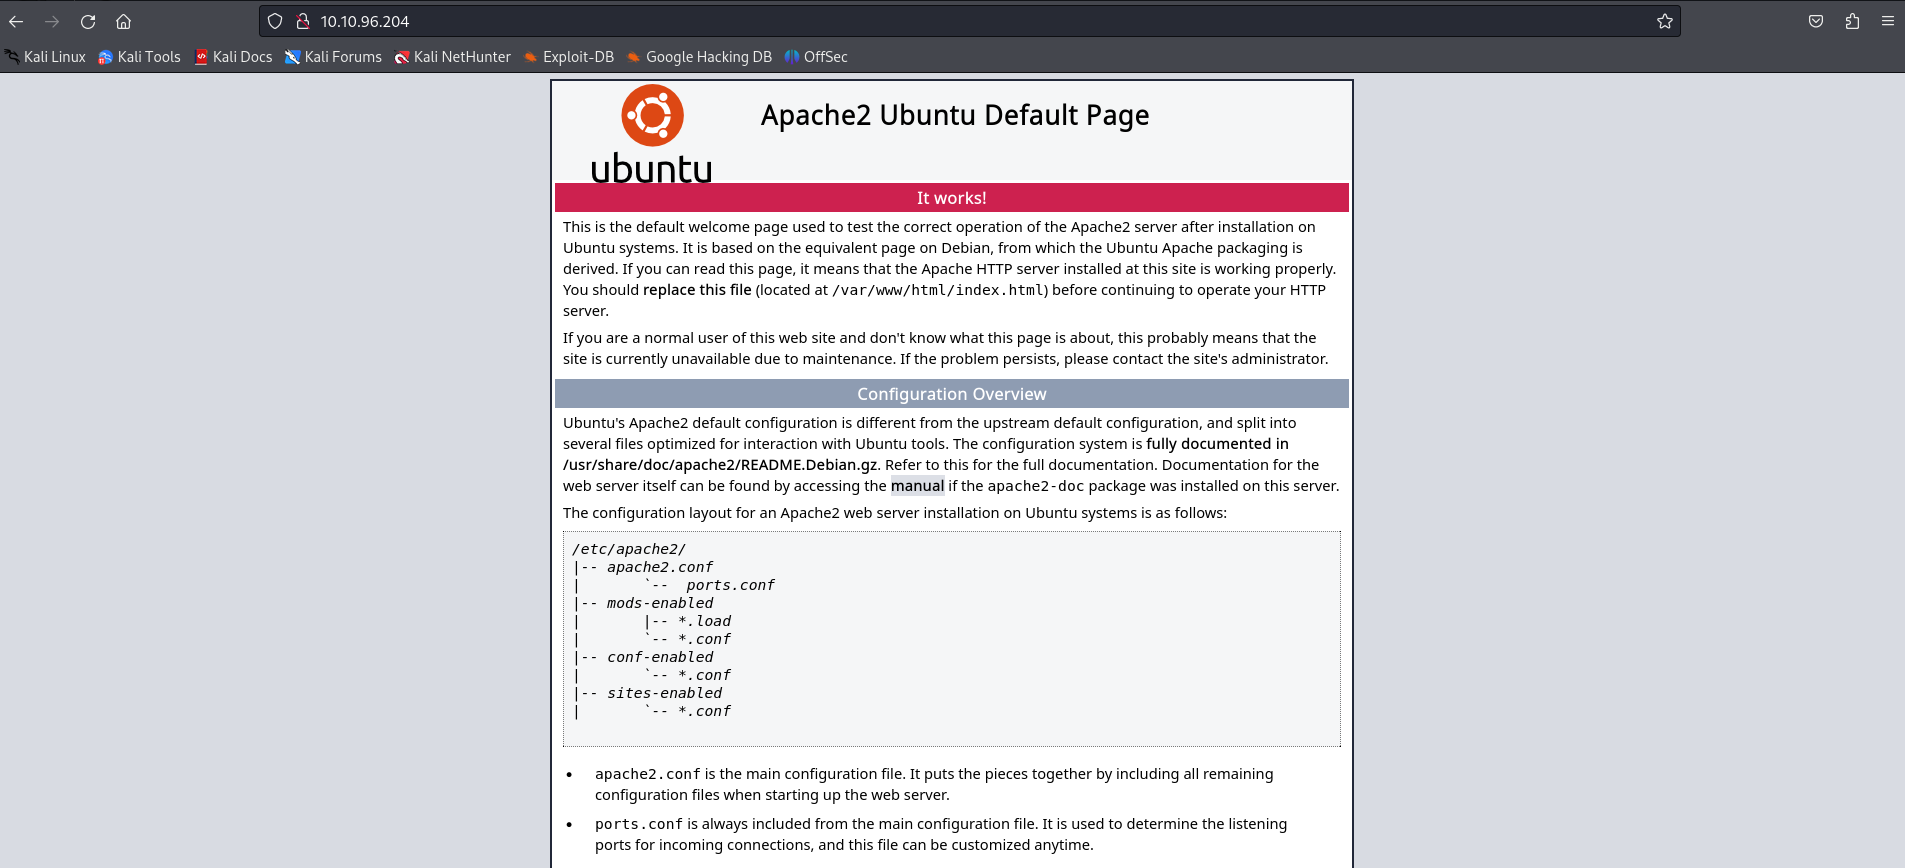 10.10.96.204
Kali Linux Kali Tools Kali Docs Kali Forums Kali NetHunter Exploit-DB Google Hacking DB OffSec
ubuntu
Apache2 Ubuntu Default Page
It works!
This is the default welcome page used to test the correct operation of the Apache2 server after installation on
Ubuntu systems. It is based on the equivalent page on Debian, from which the Ubuntu Apache packaging is
derived. If you can read this page, it means that the Apache HTTP server installed at this site is working properly.
You should replace this file (located at /var/www/html/index.html) before continuing to operate your HTTP
server.
If you are a normal user of this web site and don't know what this page is about, this probably means that the
site is currently unavailable due to maintenance. If the problem persists, please contact the site's administrator.
Configuration Overview
Ubuntu's Apache2 default configuration is different from the upstream default configuration, and split into
several files optimized for interaction with Ubuntu tools. The configuration system is fully documented in
/usr/share/doc/apache2/README.Debian.gz. Refer to this for the full documentation. Documentation for the
web server itself can be found by accessing the manual if the apache2-doc package was installed on this server.
The configuration layout for an Apache2 web server installation on Ubuntu systems is as follows:
/etc/apache2/
|-- apache2.conf
|       `--  ports.conf
|-- mods-enabled
|       |-- *.load
|       `-- *.conf
|-- conf-enabled
|       `-- *.conf
|-- sites-enabled
|       `-- *.conf
• apache2.conf is the main configuration file. It puts the pieces together by including all remaining
configuration files when starting up the web server.
• ports.conf is always included from the main configuration file. It is used to determine the listening
ports for incoming connections, and this file can be customized anytime.